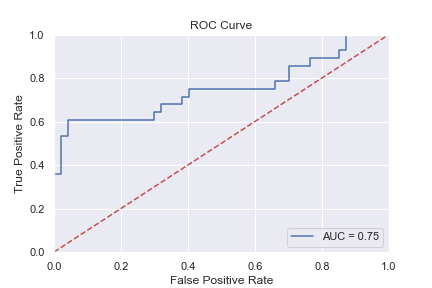 ROC Curve
1.0
0.8
0.6
0.4
0.2
0.0
True Positive Rate
AUC = 0.75
0.0 0.2 0.4 0.6 0.8 1.0
False Positive Rate